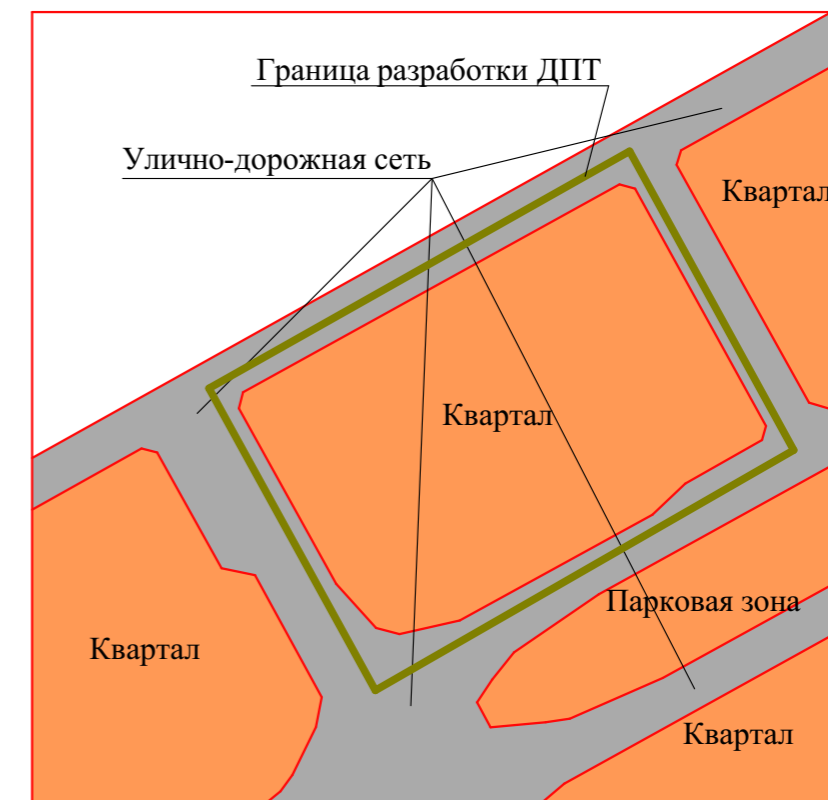 Граница разработки ДПТ
Улично-дорожная сеть
Квартал
Квартал
Парковая зона
Квартал
Квартал